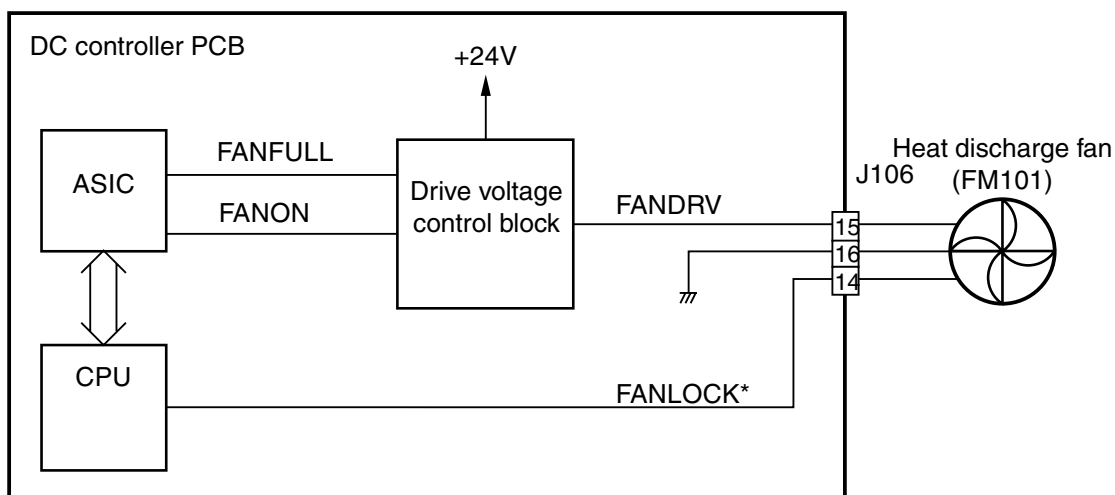 DC controller PCB
+24V
ASIC
FANFULL
FANON
Drive voltage
control block
FANDRV
J106
Heat discharge fan
(FM101)
15
16
14
CPU
FANLOCK*